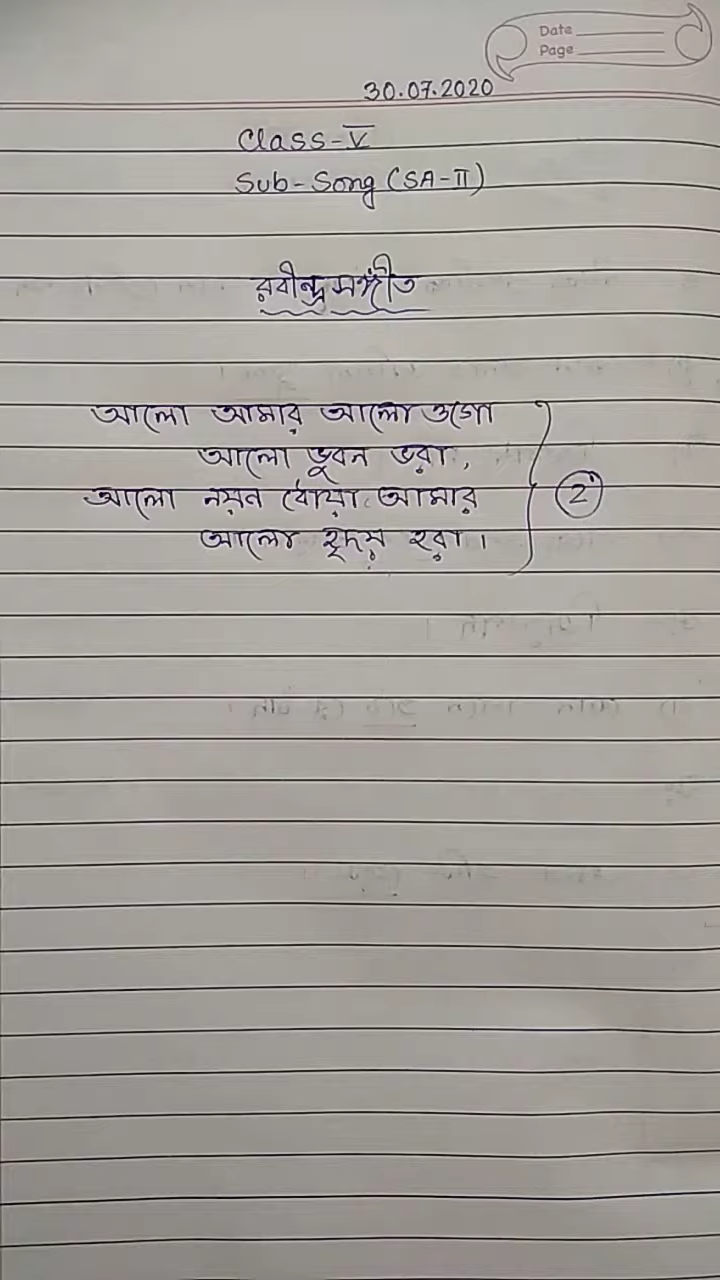 Date
Page
30.07.2020
Class-V
Sub-Song (SA-II)
রবীন্দ্রসঙ্গীত
আলো আমার আলো ওগো
আলো ভুবন ভরা,
আলো নয়ন ধোয়া আমার
আলো হৃদয় হরা।
2